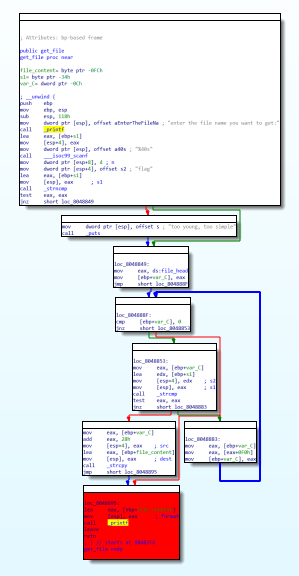 ; Attributes: bp-based frame
public get_file
get_file proc near
file_content= byte ptr -0FCh
s1= byte ptr -34h
var_C= dword ptr -0Ch
; __unwind {
push ebp
mov ebp, esp
sub esp, 118h
mov dword ptr [esp], offset aEnterTheFileNa ; "enter the file name you want to get:"
call _printf
lea eax, [ebp+s1]
mov [esp+4], eax
mov dword ptr [esp], offset a40s ; "%40s"
call ___isoc99_scanf
mov dword ptr [esp+8], 4 ; n
mov dword ptr [esp+4], offset s2 ; "flag"
lea eax, [ebp+s1]
mov [esp], eax ; s1
call _strncmp
test eax, eax
jnz short loc_8048849
mov dword ptr [esp], offset s ; "too young, too simple"
call _puts
loc_8048849:
mov eax, ds:file_head
mov [ebp+var_C], eax
jmp short loc_804888F
loc_804888F:
cmp [ebp+var_C], 0
jnz short loc_8048853
loc_8048853:
mov eax, [ebp+var_C]
lea edx, [ebp+s1]
mov [esp+4], edx ; s2
mov [esp], eax ; s1
call _strcmp
test eax, eax
jnz short loc_8048883
mov eax, [ebp+var_C]
add eax, 28h
mov [esp+4], eax ; src
lea eax, [ebp+file_content]
mov [esp], eax ; dest
call _strcpy
jmp short loc_8048895
loc_8048883:
mov eax, [ebp+var_C]
mov eax, [eax+0F0h]
mov [ebp+var_C], eax
loc_8048895:
lea eax, [ebp+file_content]
mov [esp], eax ; format
call _printf
leave
retn
get_file endp